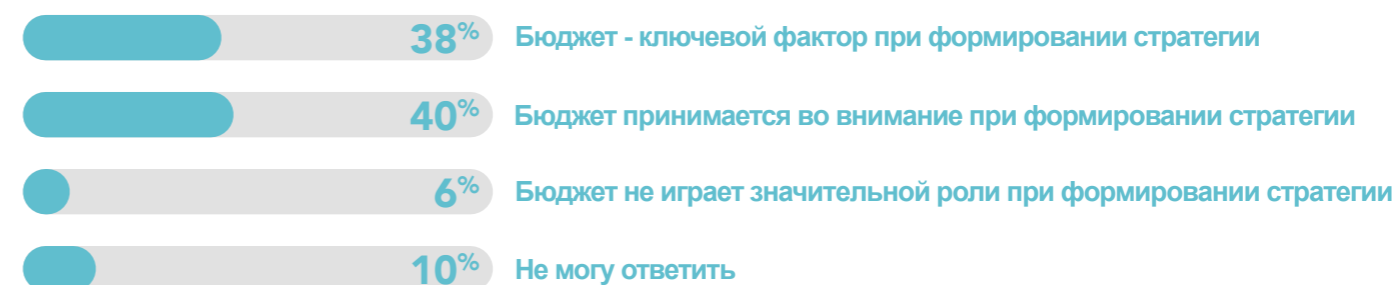 38% Бюджет - ключевой фактор при формировании стратегии
40% Бюджет принимается во внимание при формировании стратегии
6% Бюджет не играет значительной роли при формировании стратегии
10% Не могу ответить